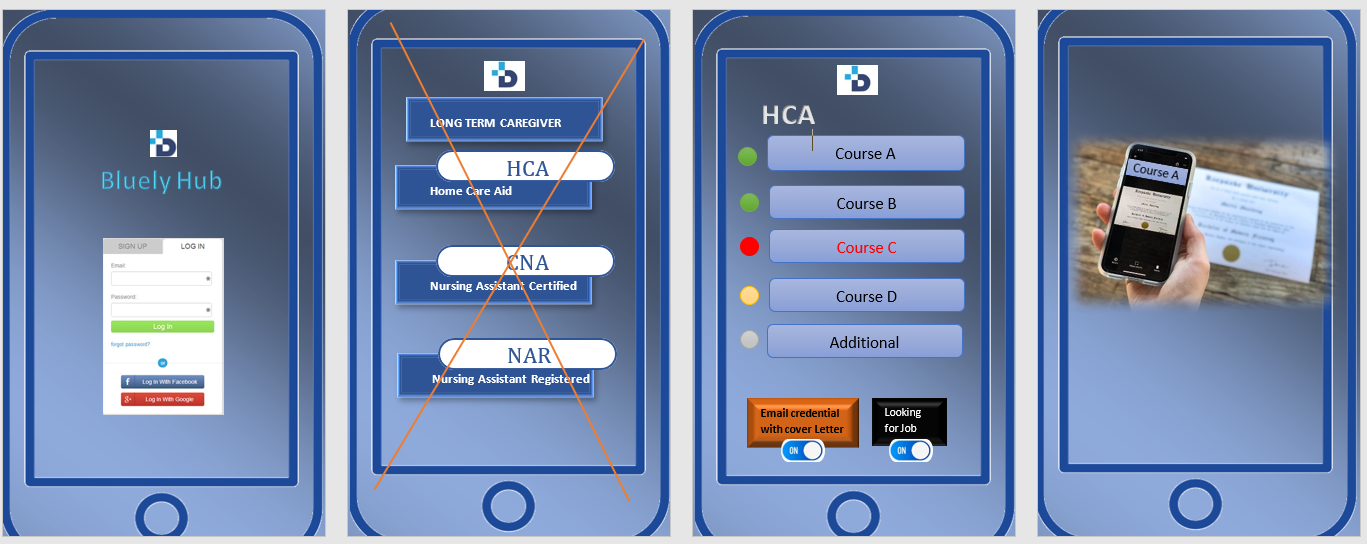 Bluely Hub
SIGN UP
LOG IN
Email:
Password:
Log In
forgot password?
or
f Log In With Facebook
g+ Log In With Google
b
LONG TERM CAREGIVER
HCA
Home Care Aid
CNA
Nursing Assistant Certified
NAR
Nursing Assistant Registered
b
HCA
Course A
Course B
Course C
Course D
Additional
Email credential
with cover Letter
ON
Looking
for Job
ON
Course A